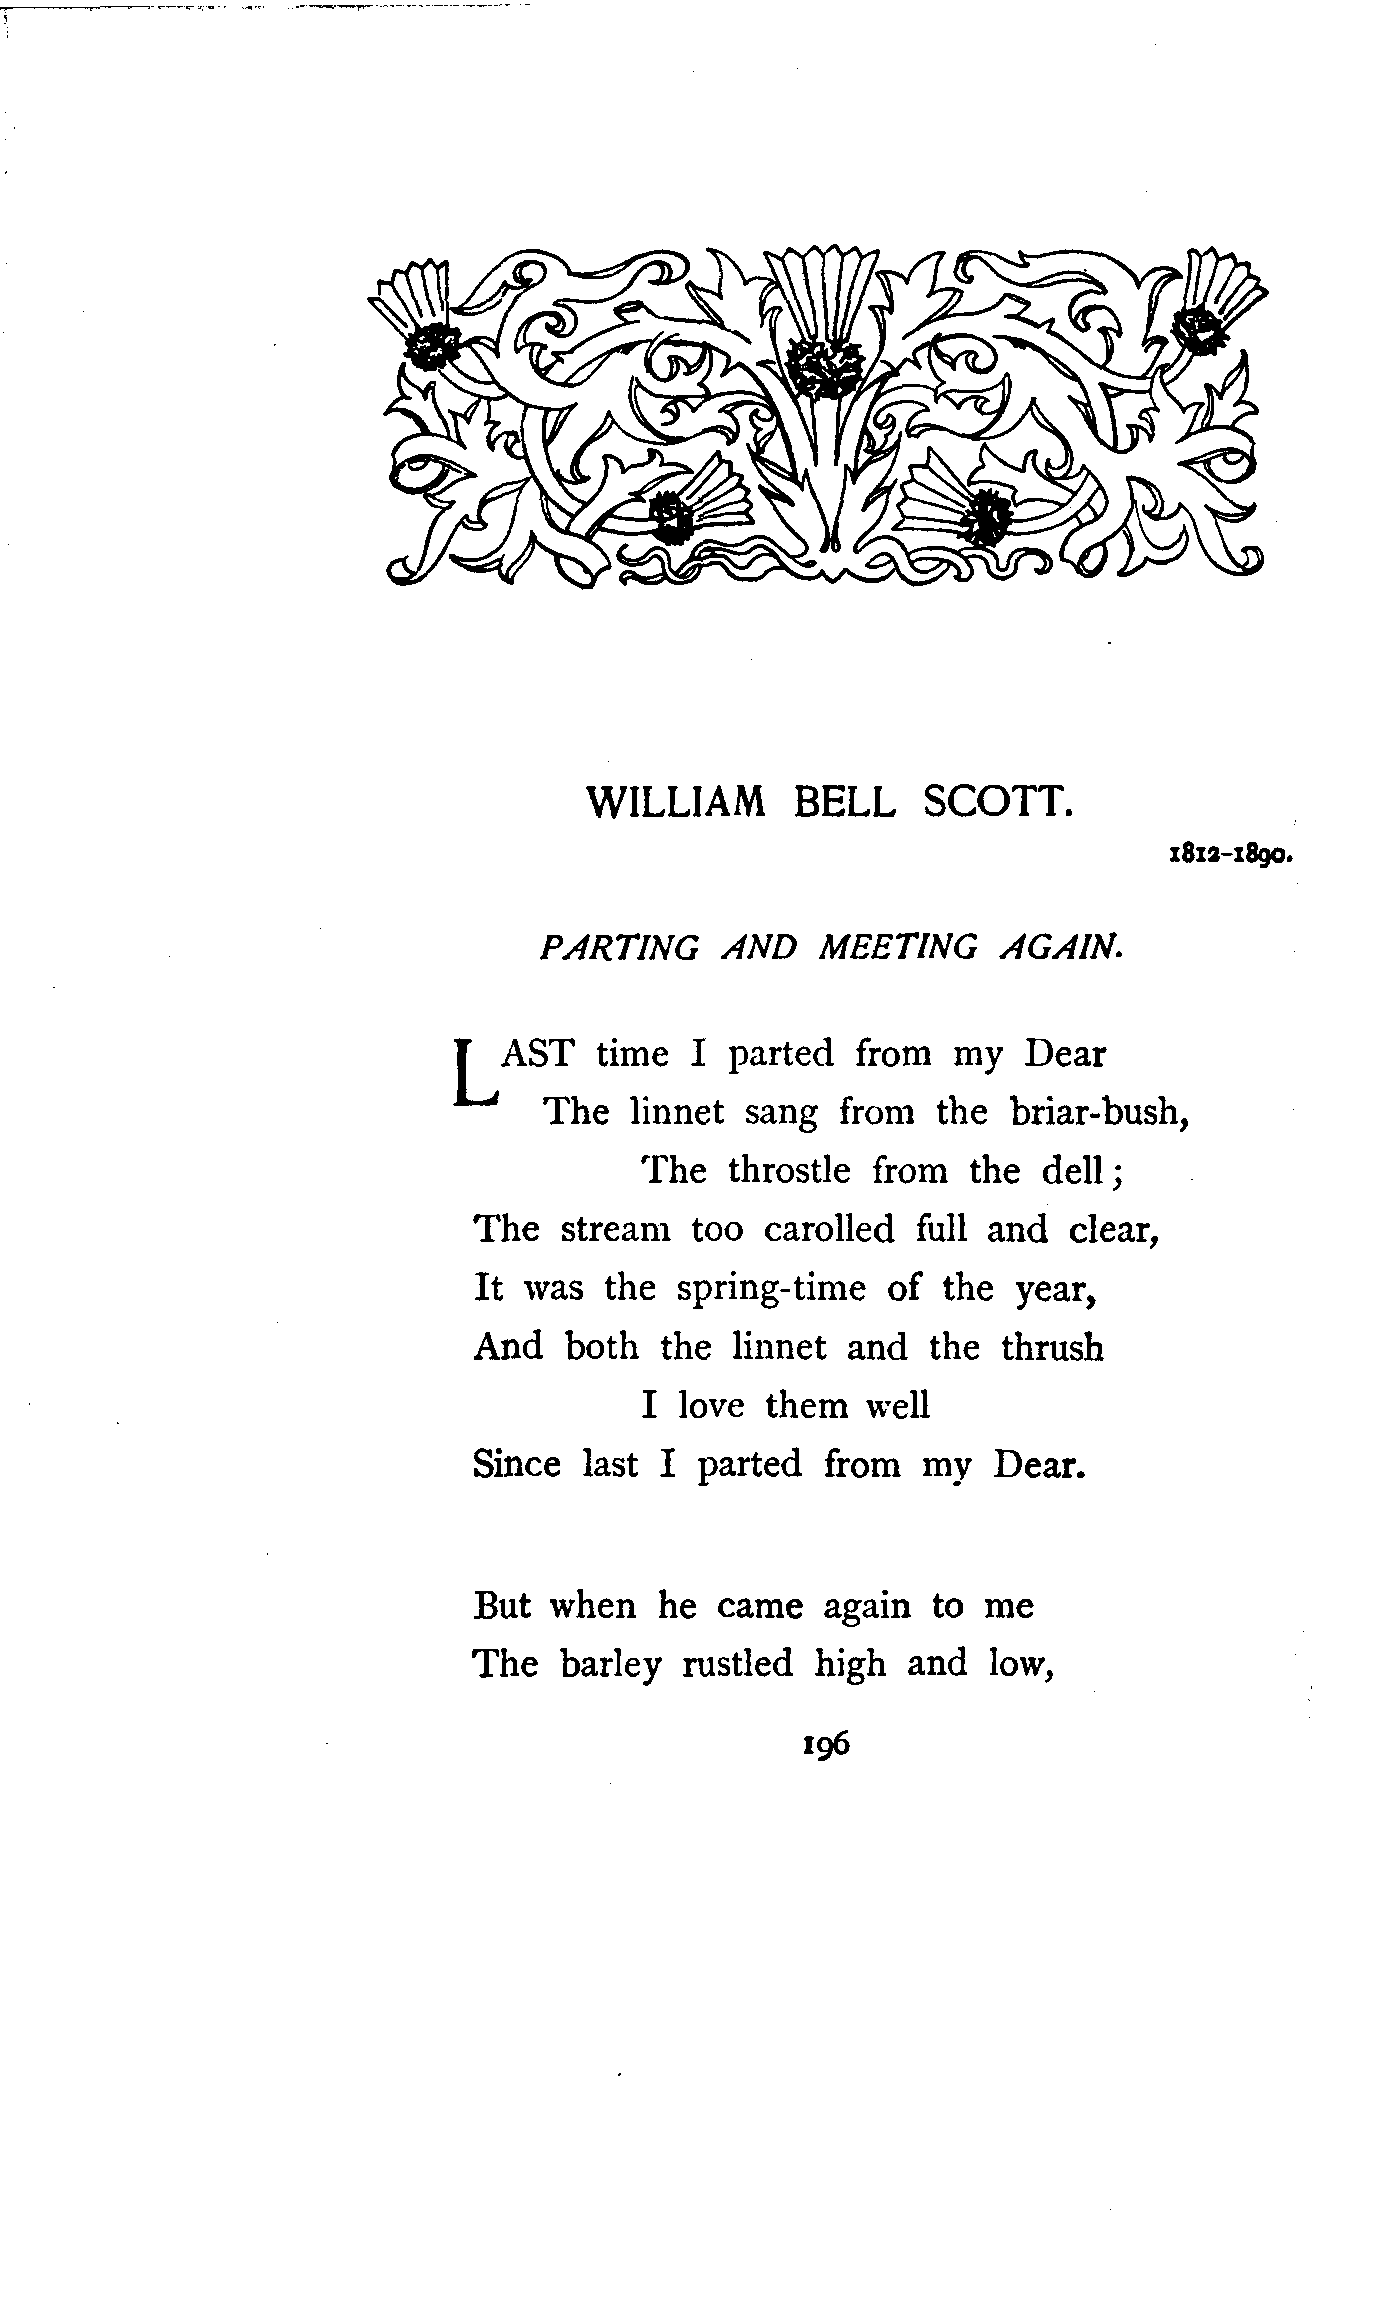 WILLIAM BELL SCOTT.
1812-1890.
PARTING AND MEETING AGAIN.
LAST time I parted from my Dear
The linnet sang from the briar-bush,
The throstle from the dell;
The stream too carolled full and clear,
It was the spring-time of the year,
And both the linnet and the thrush
I love them well
Since last I parted from my Dear.
But when he came again to me
The barley rustled high and low,
196